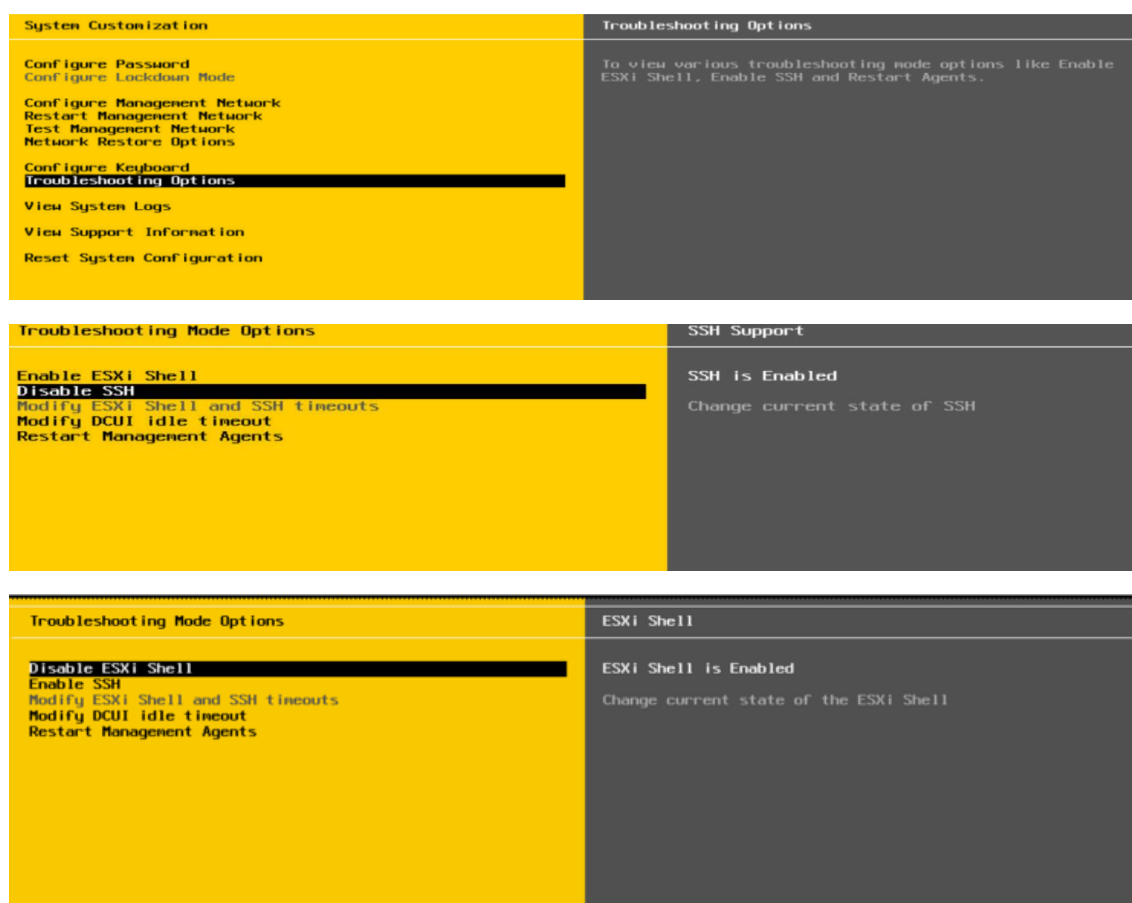 System Customization
Troubleshooting Options
Configure Password
Configure Lockdown Mode
Configure Management Network
Restart Management Network
Test Management Network
Network Restore Options
Configure Keyboard
Troubleshooting Options
View System Logs
View Support Information
Reset System Configuration
To view various troubleshooting mode options like Enable
ESXi Shell, Enable SSH and Restart Agents.
Troubleshooting Mode Options
SSH Support
Enable ESXi Shell
Disable SSH
Modify ESXi Shell and SSH timeouts
Modify DCUI idle timeout
Restart Management Agents
SSH is Enabled
Change current state of SSH
Troubleshooting Mode Options
ESXi Shell
Disable ESXi Shell
Enable SSH
Modify ESXi Shell and SSH timeouts
Modify DCUI idle timeout
Restart Management Agents
ESXi Shell is Enabled
Change current state of the ESXi Shell